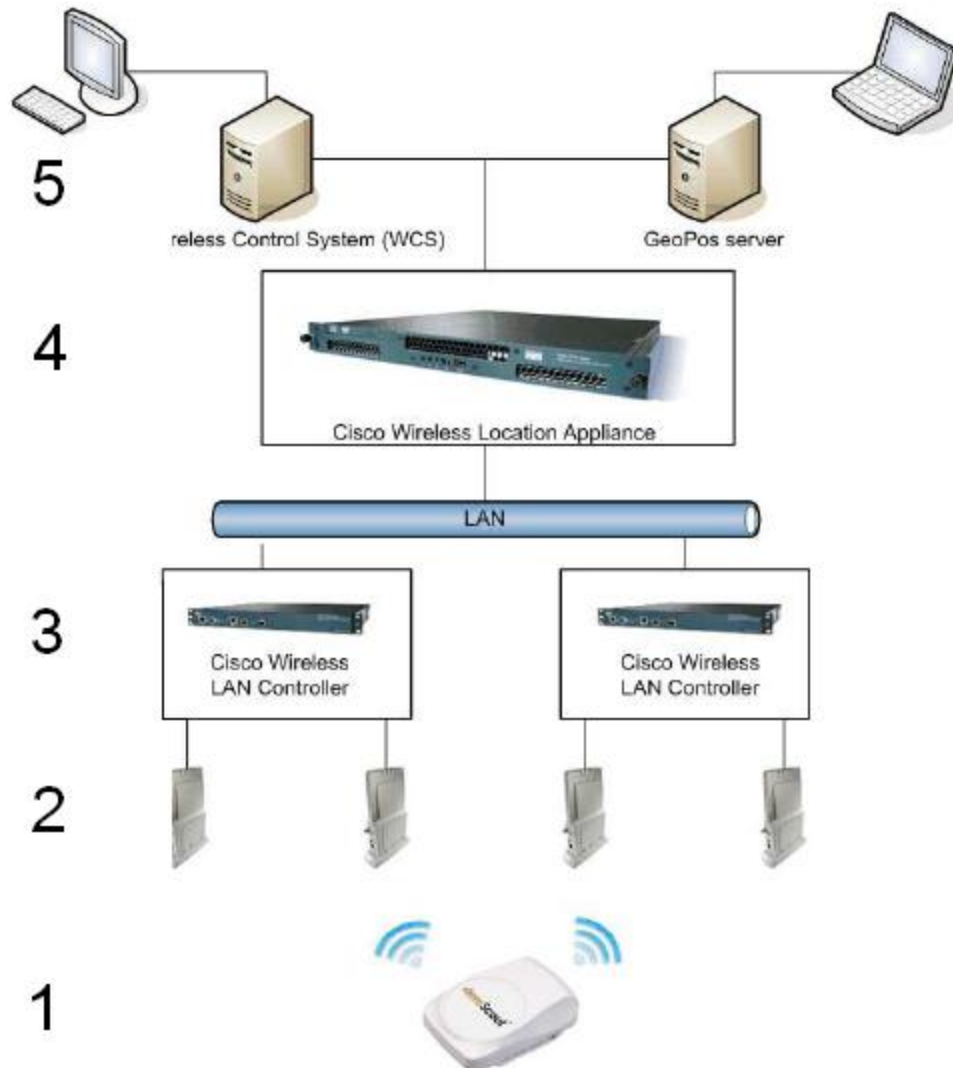 5
reless Control System (WCS)
GeoPos server
4
Cisco Wireless Location Appliance
LAN
3
Cisco Wireless
LAN Controller
Cisco Wireless
LAN Controller
2
1